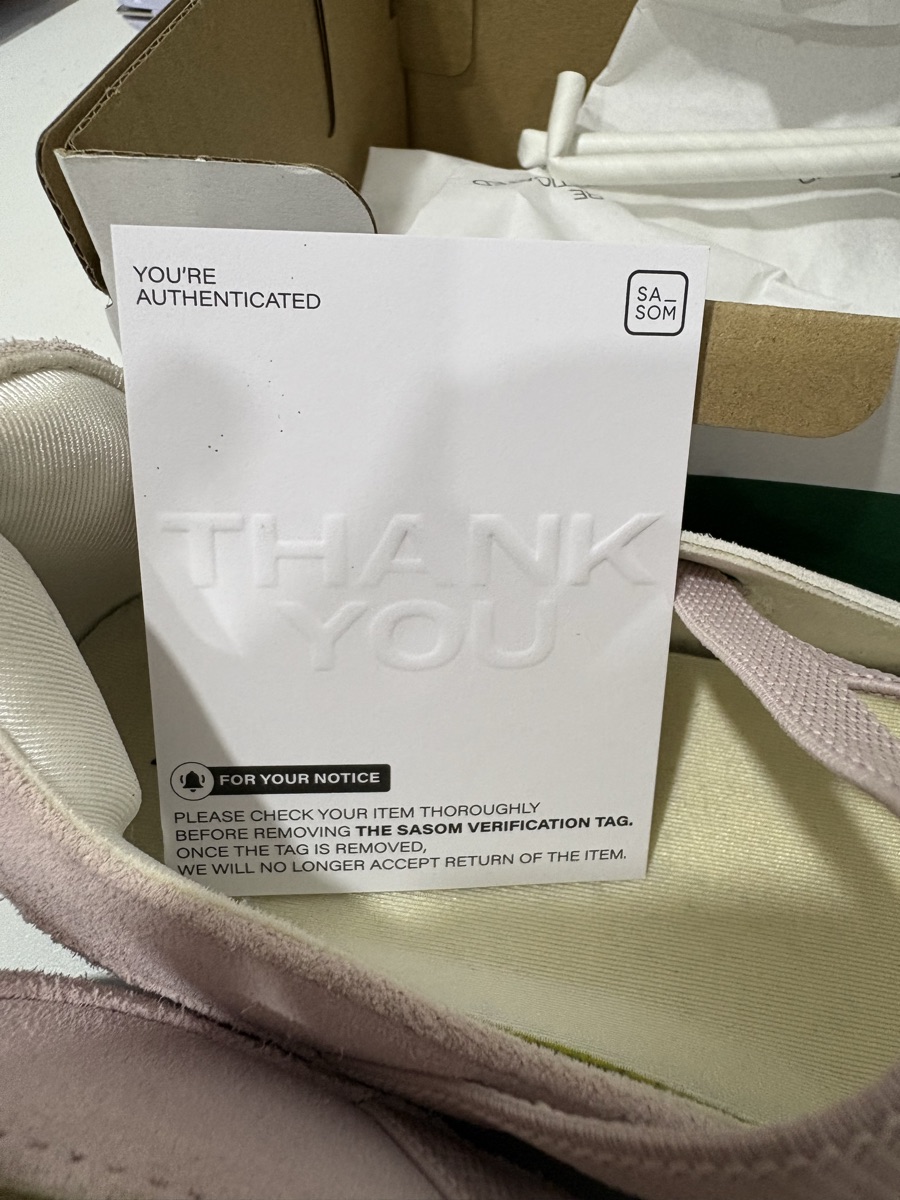 YOU'RE
AUTHENTICATED
SA_
SOM
THANK
YOU
FOR YOUR NOTICE
PLEASE CHECK YOUR ITEM THOROUGHLY
BEFORE REMOVING THE SASOM VERIFICATION TAG.
ONCE THE TAG IS REMOVED,
WE WILL NO LONGER ACCEPT RETURN OF THE ITEM.